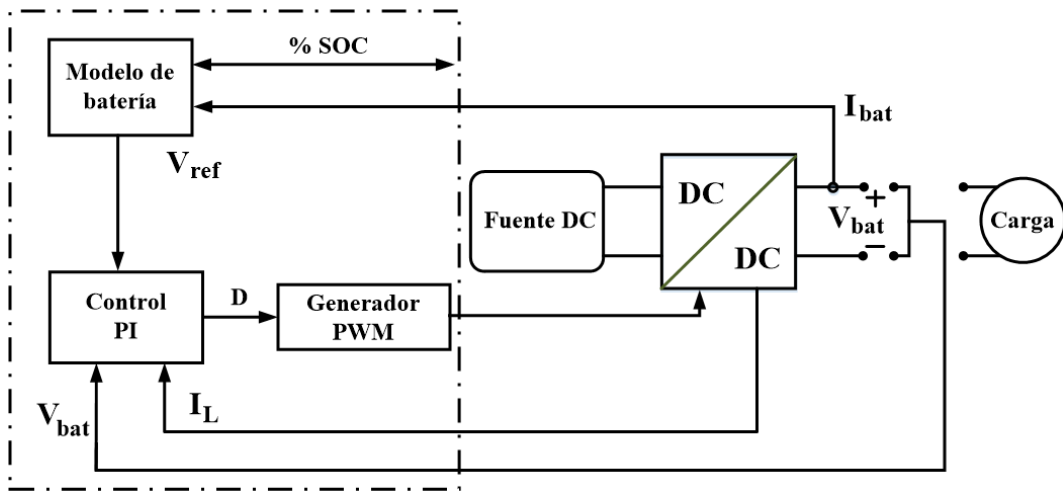 % SOC
Modelo de
batería
I_bat
V_ref
DC
Fuente DC
DC
+
V_bat
−
Carga
Control
PI
D
Generador
PWM
V_bat
I_L